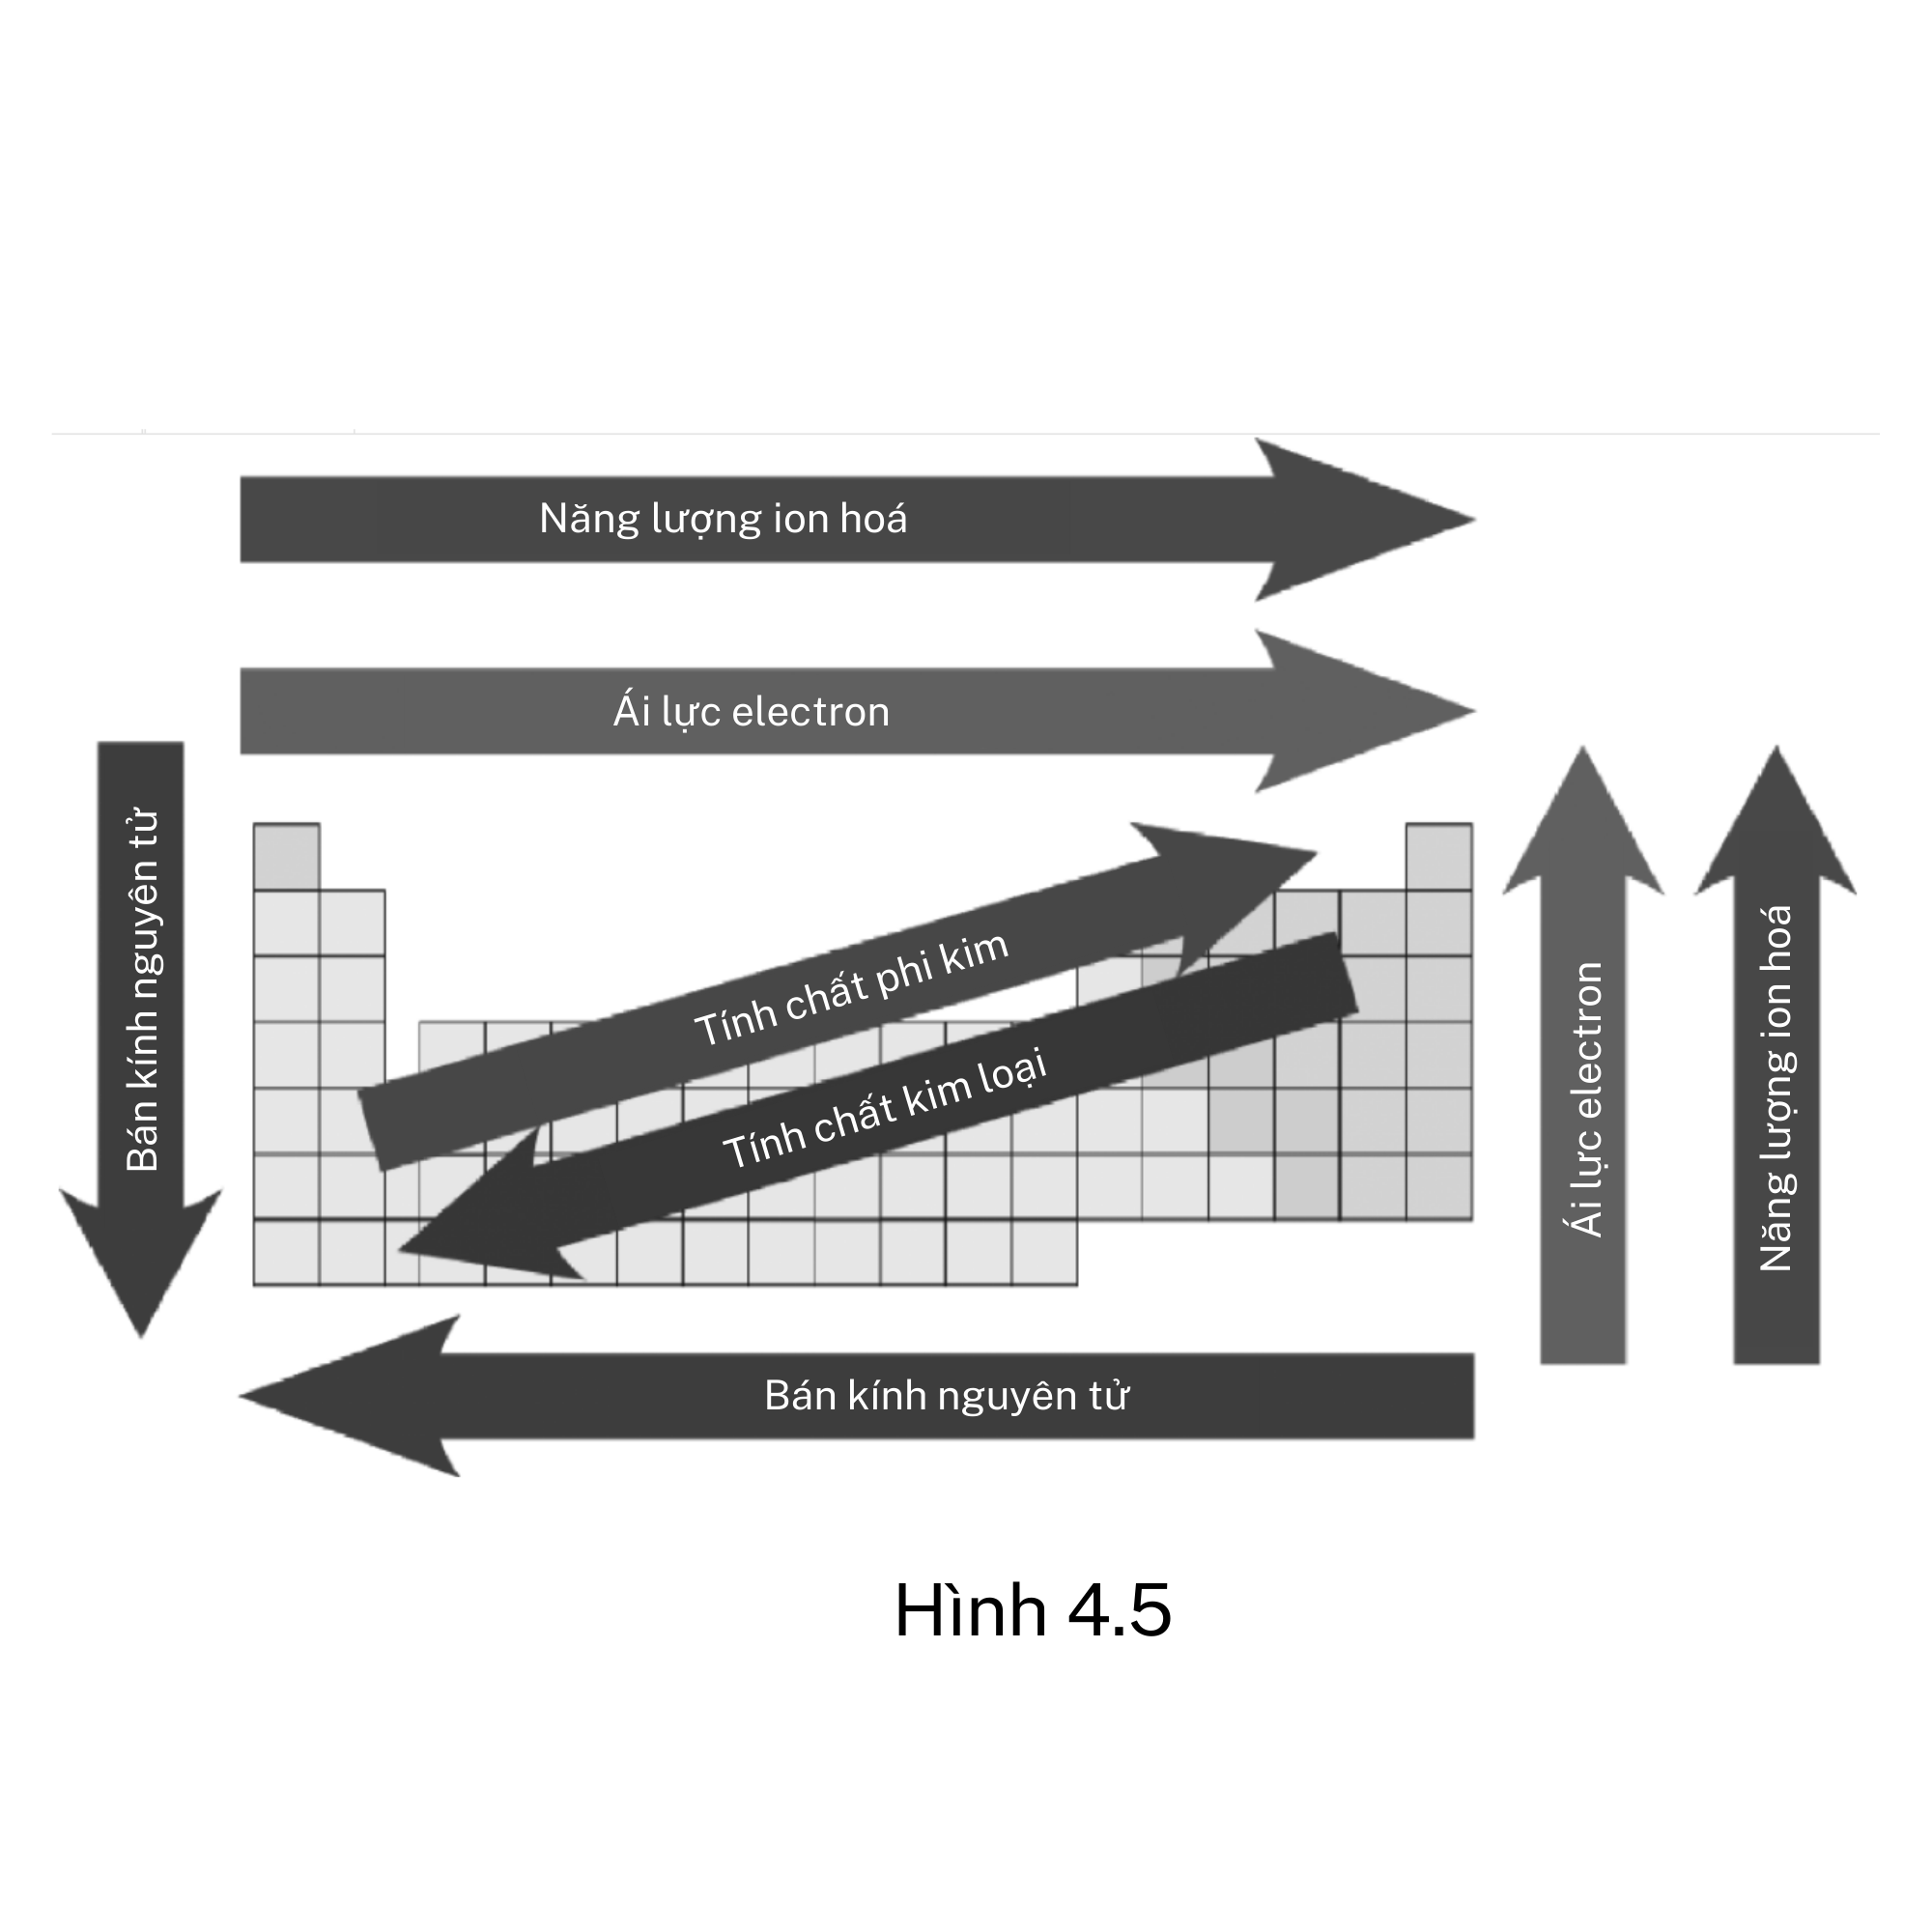 Năng lượng ion hoá
Ái lực electron
Bán kính nguyên tử
Tính chất phi kim
Tính chất kim loại
Ái lực electron
Năng lượng ion hoá
Bán kính nguyên tử
Hình 4.5